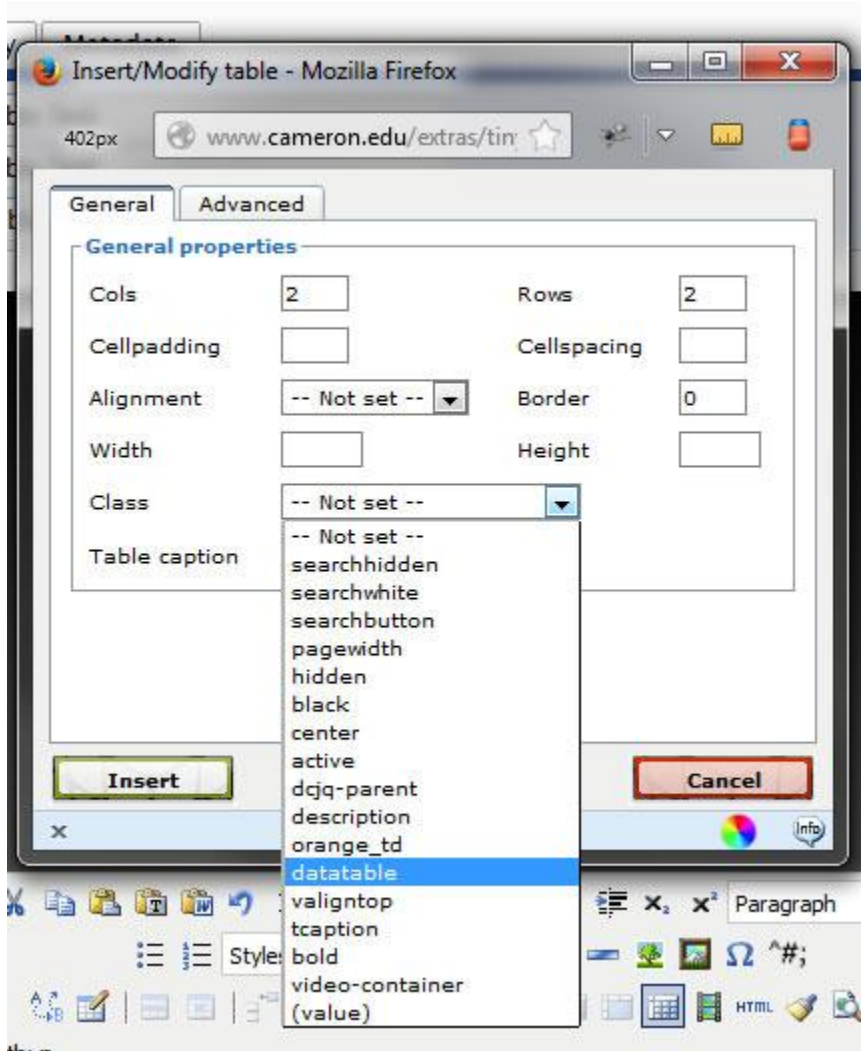 Metadata
Insert/Modify table - Mozilla Firefox
402px www.cameron.edu/extras/tin
General Advanced
General properties
Cols 2 Rows 2
Cellpadding Cellspacing
Alignment -- Not set -- Border 0
Width Height
Class -- Not set --
-- Not set --
Table caption
searchhidden
searchwhite
searchbutton
pagewidth
hidden
black
center
active
Insert Cancel
dcjq-parent
description
Info
orange_td
datatable
valigntop
Paragraph
tcaption
bold
Style
^#;
video-container
(value)
HTML